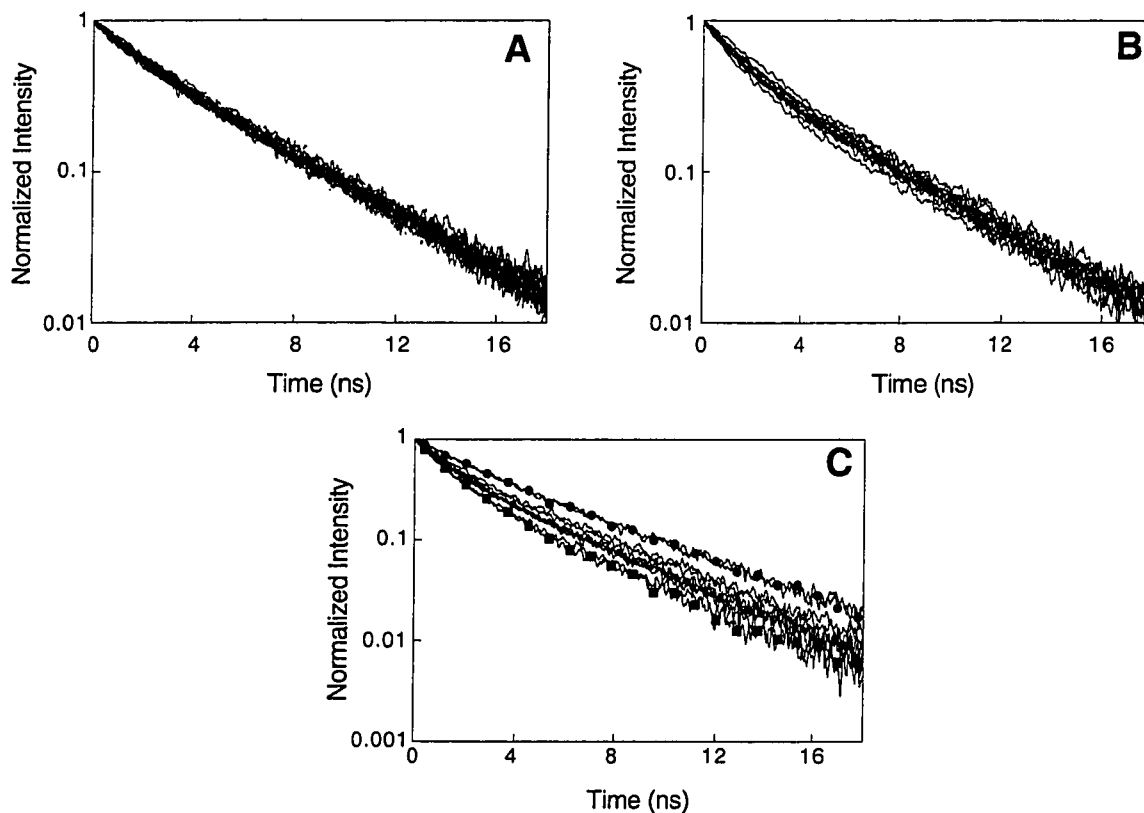 A
1
0.1
0.01
Normalized Intensity
0 4 8 12 16
Time (ns)
B
1
0.1
0.01
Normalized Intensity
0 4 8 12 16
Time (ns)
C
1
0.1
0.01
0.001
Normalized Intensity
0 4 8 12 16
Time (ns)